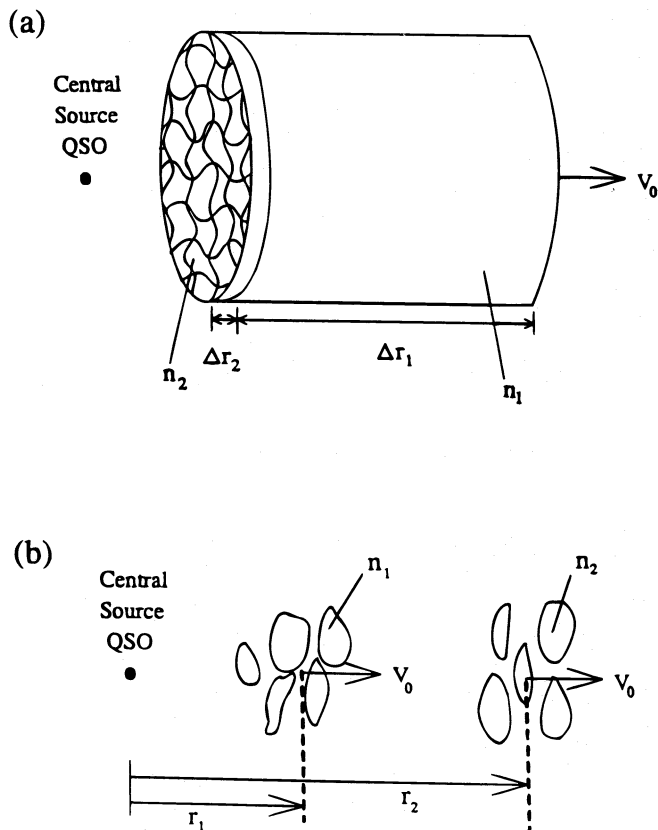 (a)
Central
Source
QSO
V₀
Δr₂
Δr₁
n₂
n₁
(b)
Central
Source
QSO
n₁
n₂
V₀
V₀
r₂
r₁